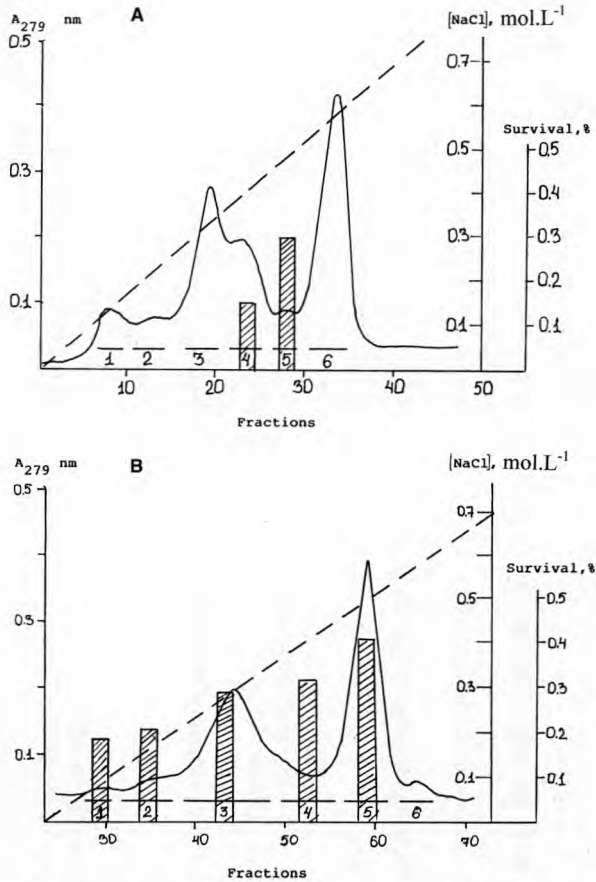 A279 nm A [NaCl], mol.L-1
0.5 0.7
Survival,%
0.5 0.5
0.3 0.4
0.3 0.3
0.2
0.1 0.1 0.1
1 2 3 4 5 6
10 20 30 40 50
Fractions
A279 nm B [NaCl], mol.L-1
0.5 0.7
Survival,%
0.5 0.5
0.3 0.4
0.3 0.3
0.2
0.1 0.1 0.1
1 2 3 4 5 6
30 40 50 60 70
Fractions